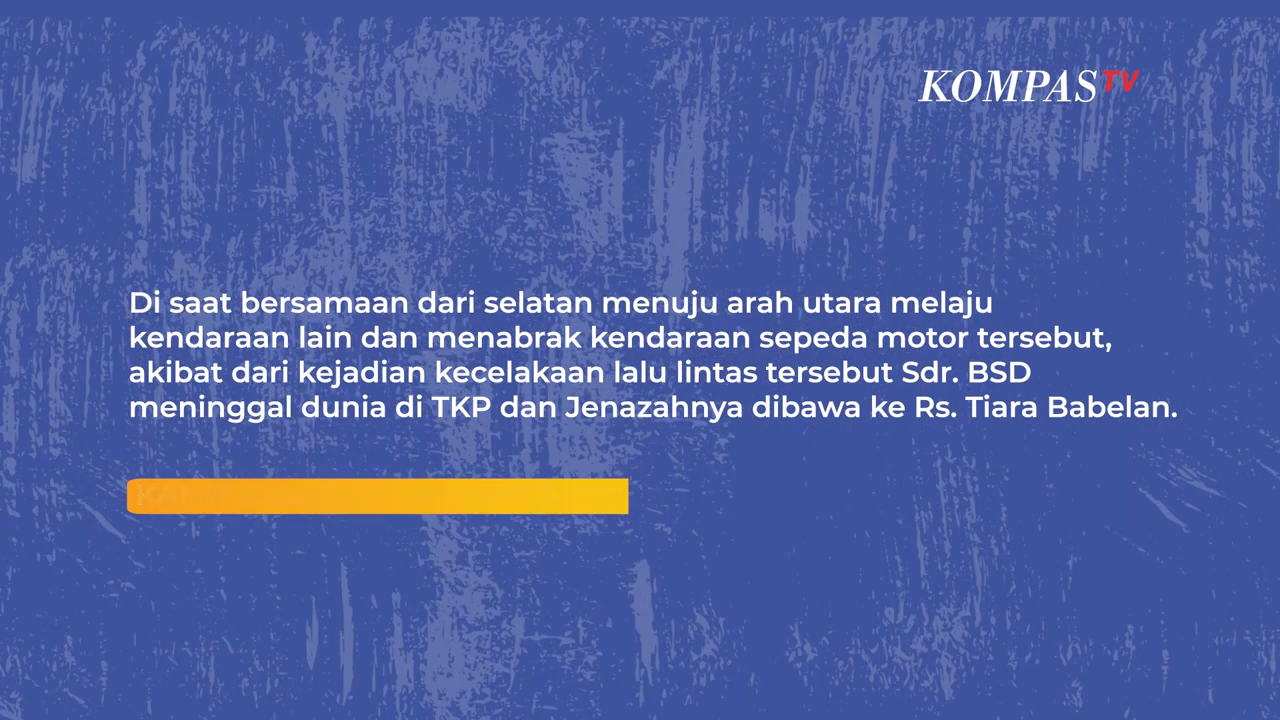 KOMPASTV
Di saat bersamaan dari selatan menuju arah utara melaju
kendaraan lain dan menabrak kendaraan sepeda motor tersebut,
akibat dari kejadian kecelakaan lalu lintas tersebut Sdr. BSD
meninggal dunia di TKP dan Jenazahnya dibawa ke Rs. Tiara Babelan.